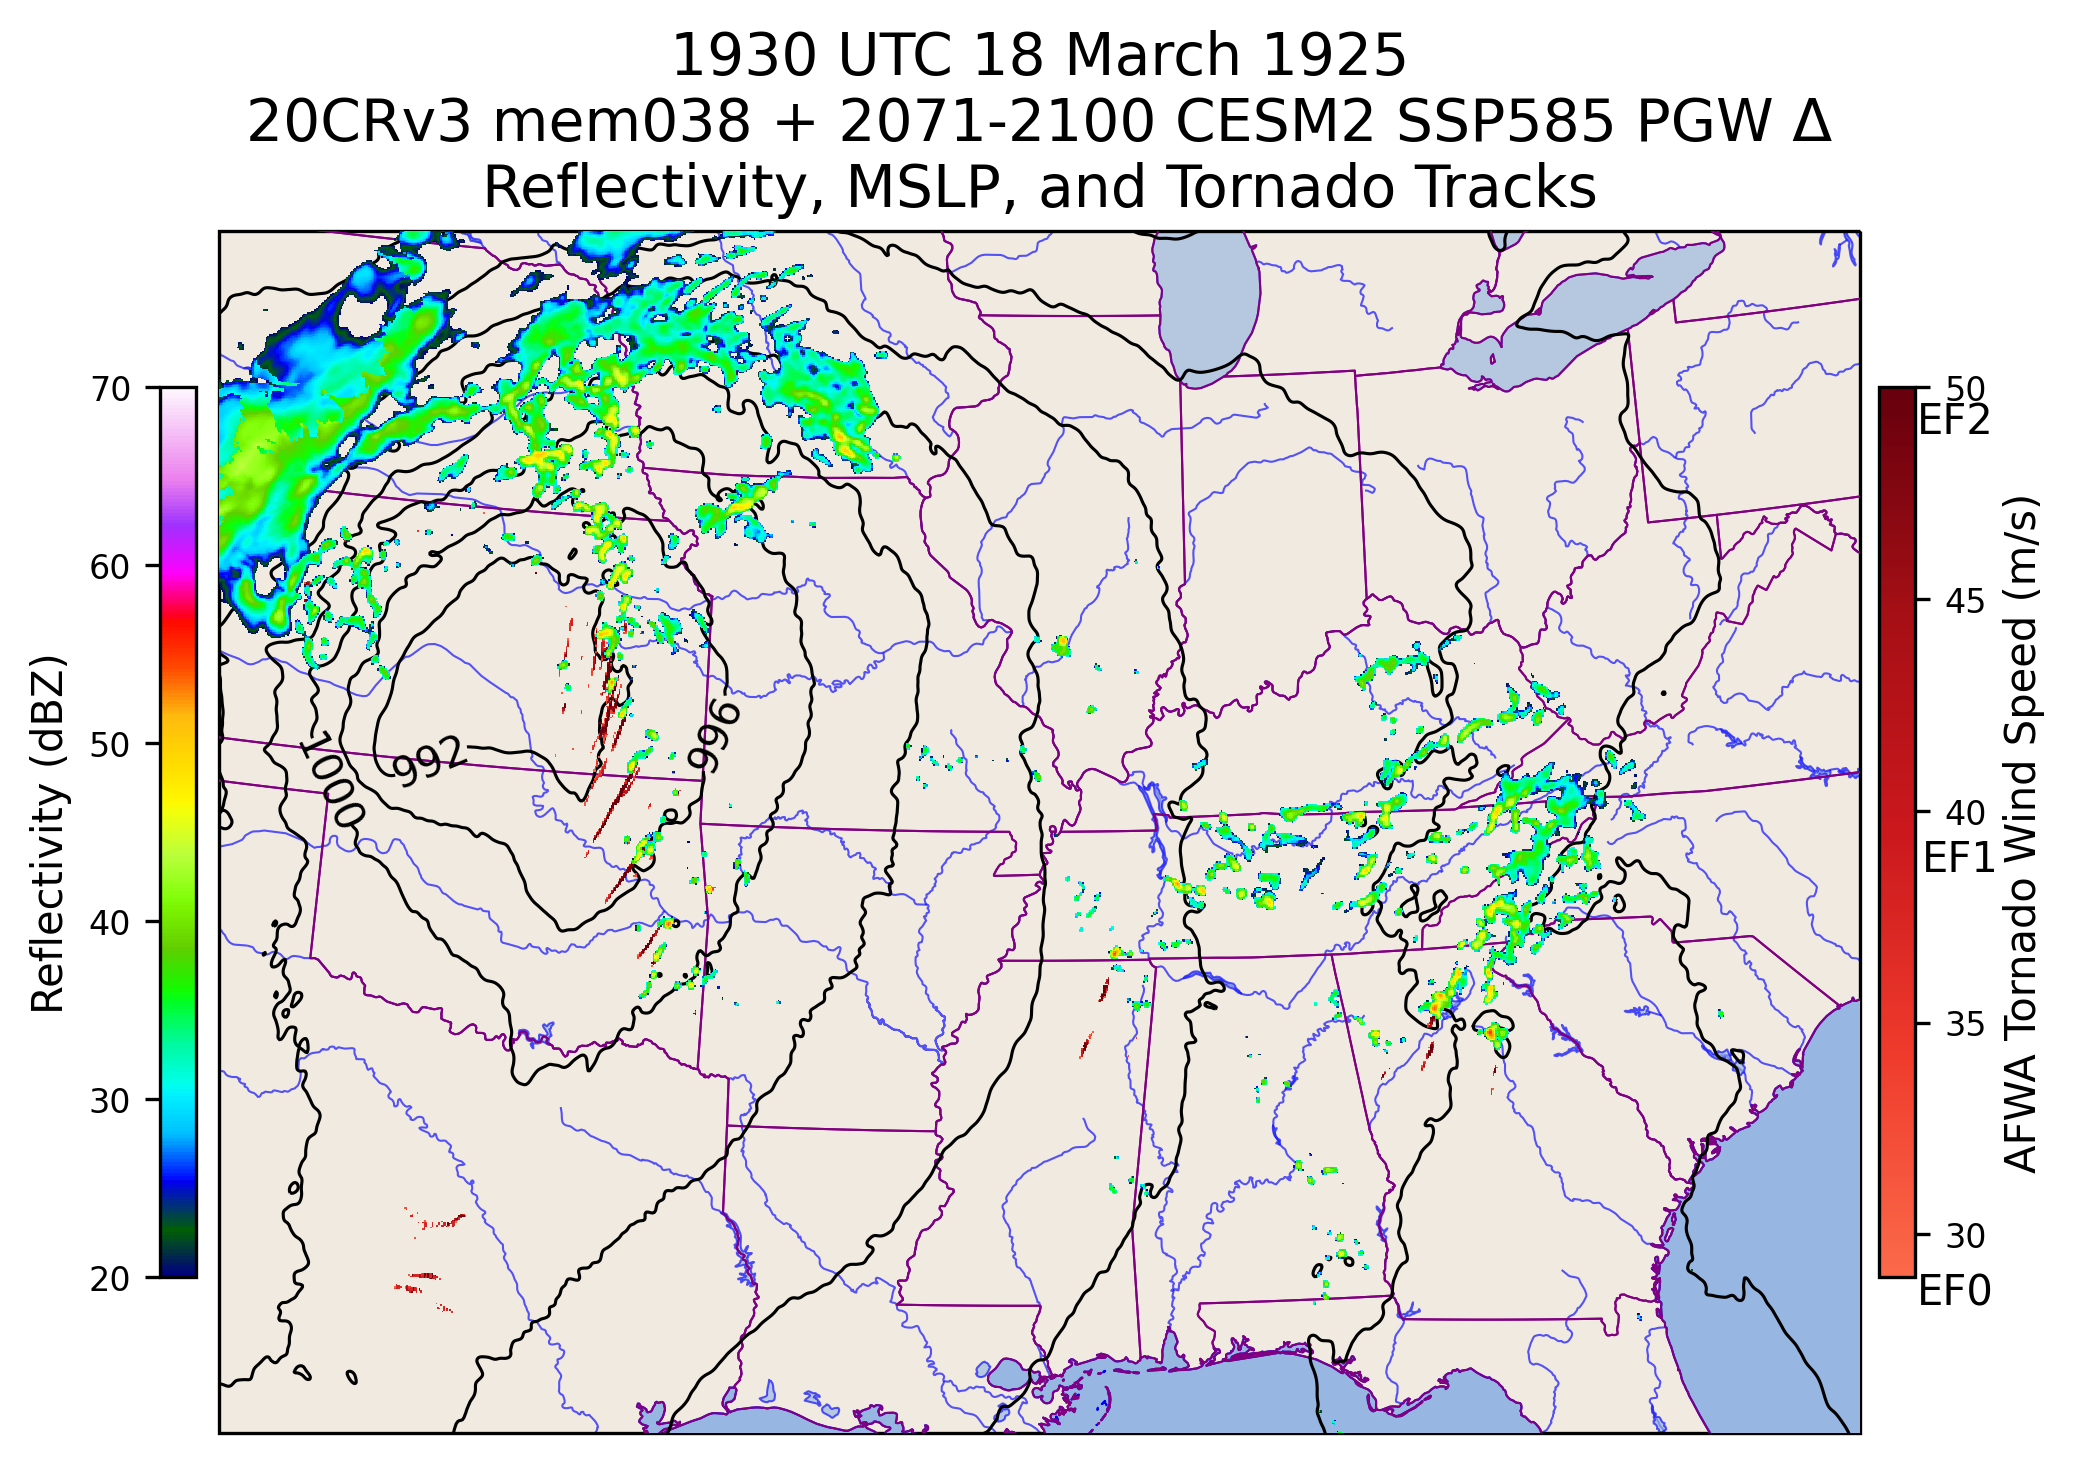 1930 UTC 18 March 1925
20CRv3 mem038 + 2071-2100 CESM2 SSP585 PGW Δ
Reflectivity, MSLP, and Tornado Tracks
Reflectivity (dBZ)
70
60
50
40
30
20
1000
992
996
50
EF2
45
40
EF1
35
30
EF0
AFWA Tornado Wind Speed (m/s)